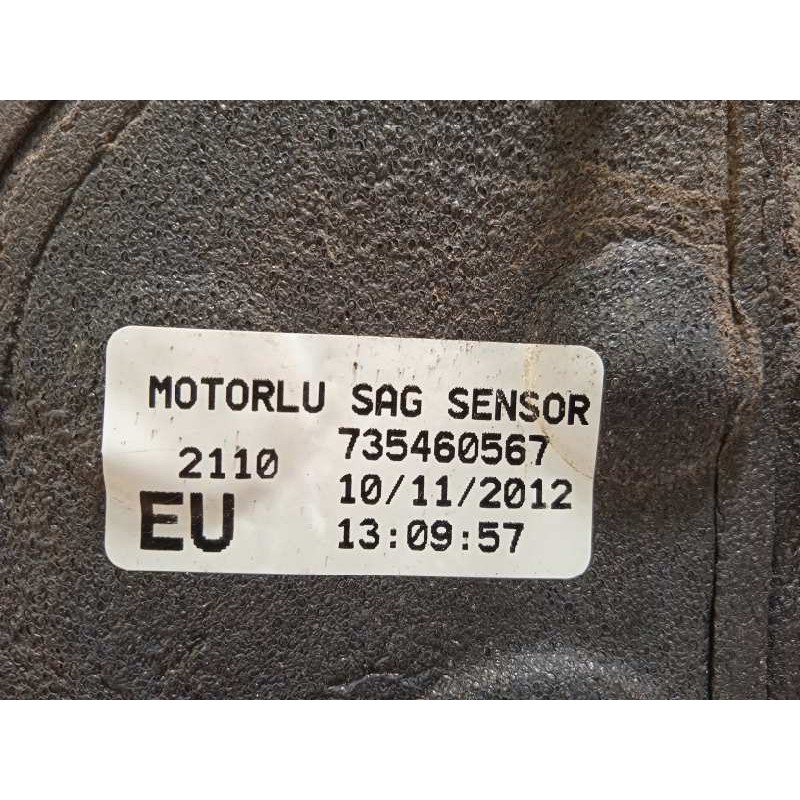 MOTORLU SAG SENSOR
735460567
2110
10/11/2012
EU
13:09:57